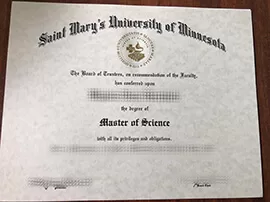 Saint Mary's University of Minnesota
The Board of Trustees, on recommendation of the Faculty,
has conferred upon
the degree of
Master of Science
with all its privileges and obligations.